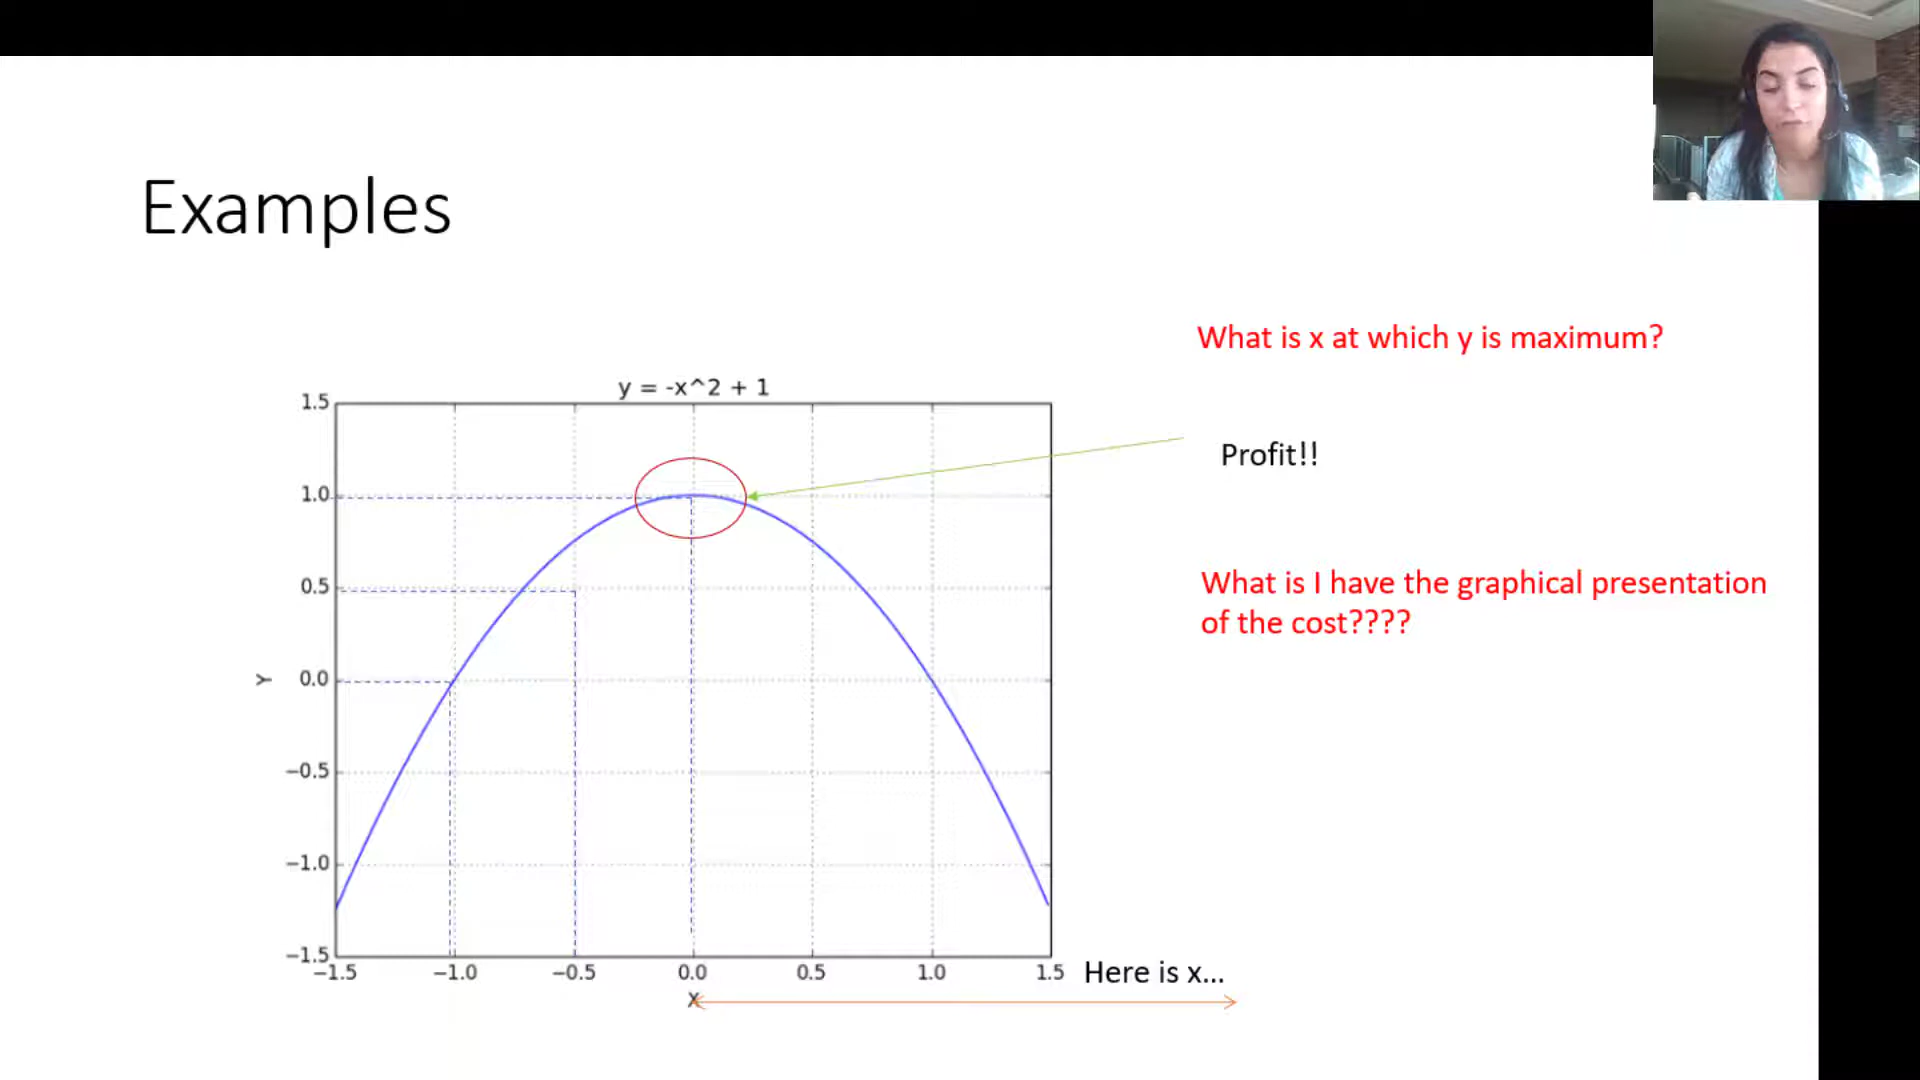 Examples
What is x at which y is maximum?
y = -x^2 + 1
Profit!!
What is I have the graphical presentation
of the cost????
1.5
1.0
0.5
0.0
−0.5
−1.0
−1.5
Y
−1.5 −1.0 −0.5 0.0 0.5 1.0 1.5
Here is x...
X